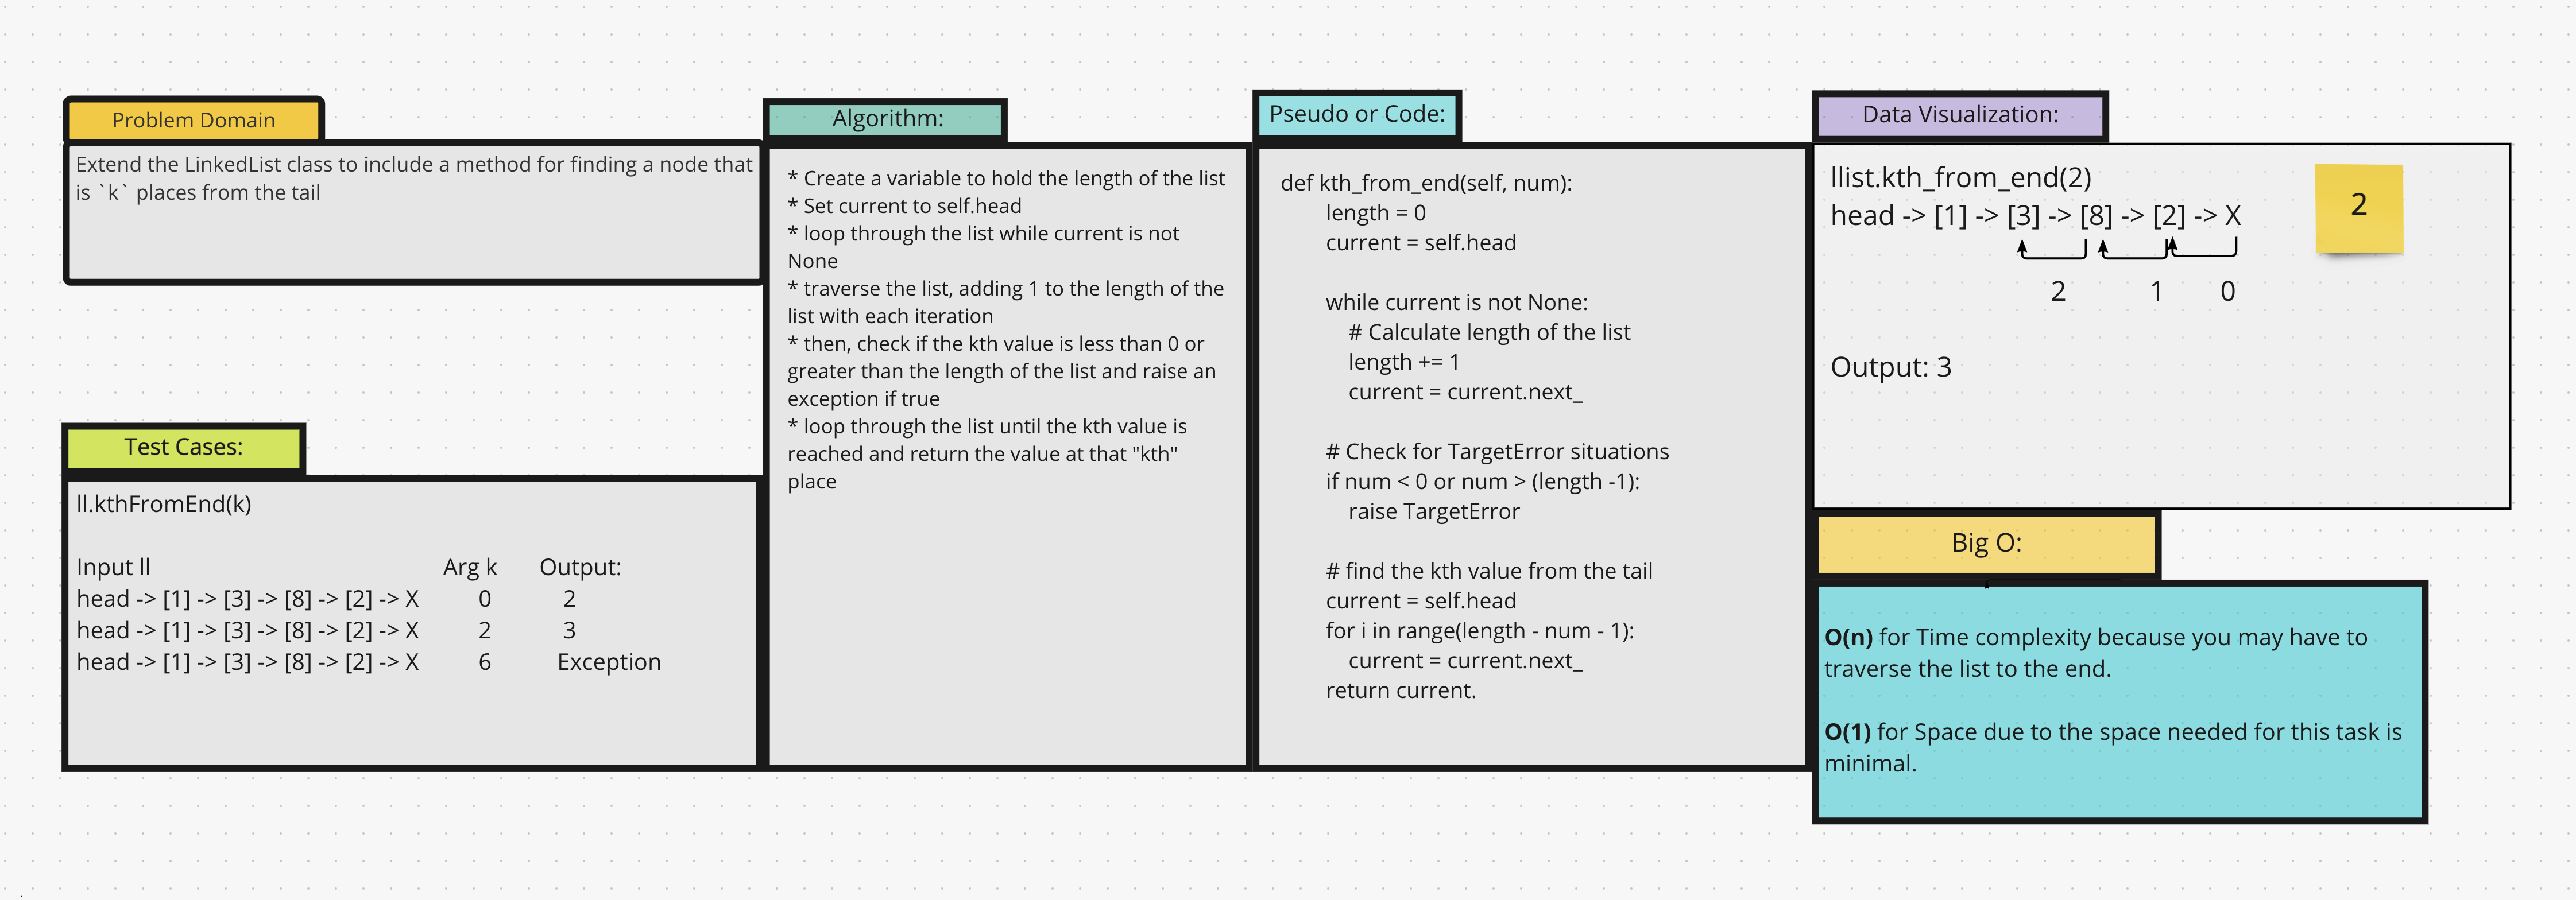 Problem Domain
Extend the LinkedList class to include a method for finding a node that
is `k` places from the tail
Test Cases:
ll.kthFromEnd(k)
Input ll Arg k Output:
head -> [1] -> [3] -> [8] -> [2] -> X 0 2
head -> [1] -> [3] -> [8] -> [2] -> X 2 3
head -> [1] -> [3] -> [8] -> [2] -> X 6 Exception
Algorithm:
* Create a variable to hold the length of the list
* Set current to self.head
* loop through the list while current is not
None
* traverse the list, adding 1 to the length of the
list with each iteration
* then, check if the kth value is less than 0 or
greater than the length of the list and raise an
exception if true
* loop through the list until the kth value is
reached and return the value at that "kth"
place
Pseudo or Code:
def kth_from_end(self, num):
length = 0
current = self.head
while current is not None:
# Calculate length of the list
length += 1
current = current.next_
# Check for TargetError situations
if num < 0 or num > (length -1):
raise TargetError
# find the kth value from the tail
current = self.head
for i in range(length - num - 1):
current = current.next_
return current.
Data Visualization:
llist.kth_from_end(2)
head -> [1] -> [3] -> [8] -> [2] -> X
2 1 0
Output: 3
2
Big O:
O(n) for Time complexity because you may have to
traverse the list to the end.
O(1) for Space due to the space needed for this task is
minimal.